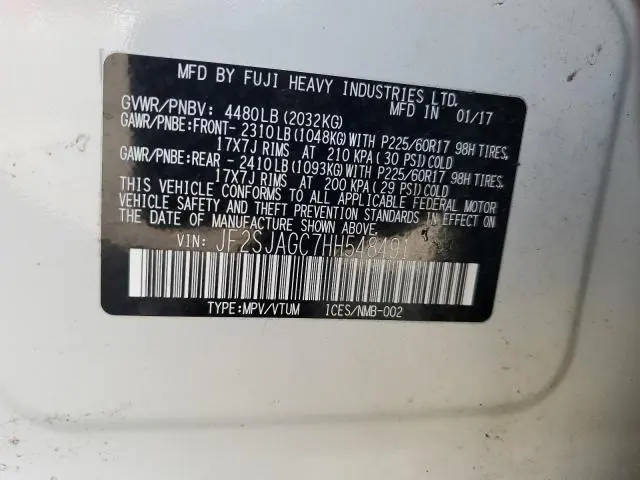 MFD BY FUJI HEAVY INDUSTRIES LTD.
GVWR/PNBV: 4480LB(2032KG) MFD IN 01/17
GAWR/PNBE:FRONT- 2310LB(1048KG)WITH P225/60R17 98H TIRES,
17X7J RIMS AT 210 KPA(30 PSI)COLD
GAWR/PNBE:REAR - 2410LB(1093KG)WITH P225/60R17 98H TIRES,
17X7J RIMS AT 200 KPA(29 PSI)COLD
THIS VEHICLE CONFORMS TO ALL APPLICABLE FEDERAL MOTOR
VEHICLE SAFETY AND THEFT PREVENTION STANDARDS IN EFFECT ON
THE DATE OF MANUFACTURE SHOWN ABOVE.
VIN: JF2SJAGC7HH548491
TYPE:MPV/VTUM ICES/NMB-002